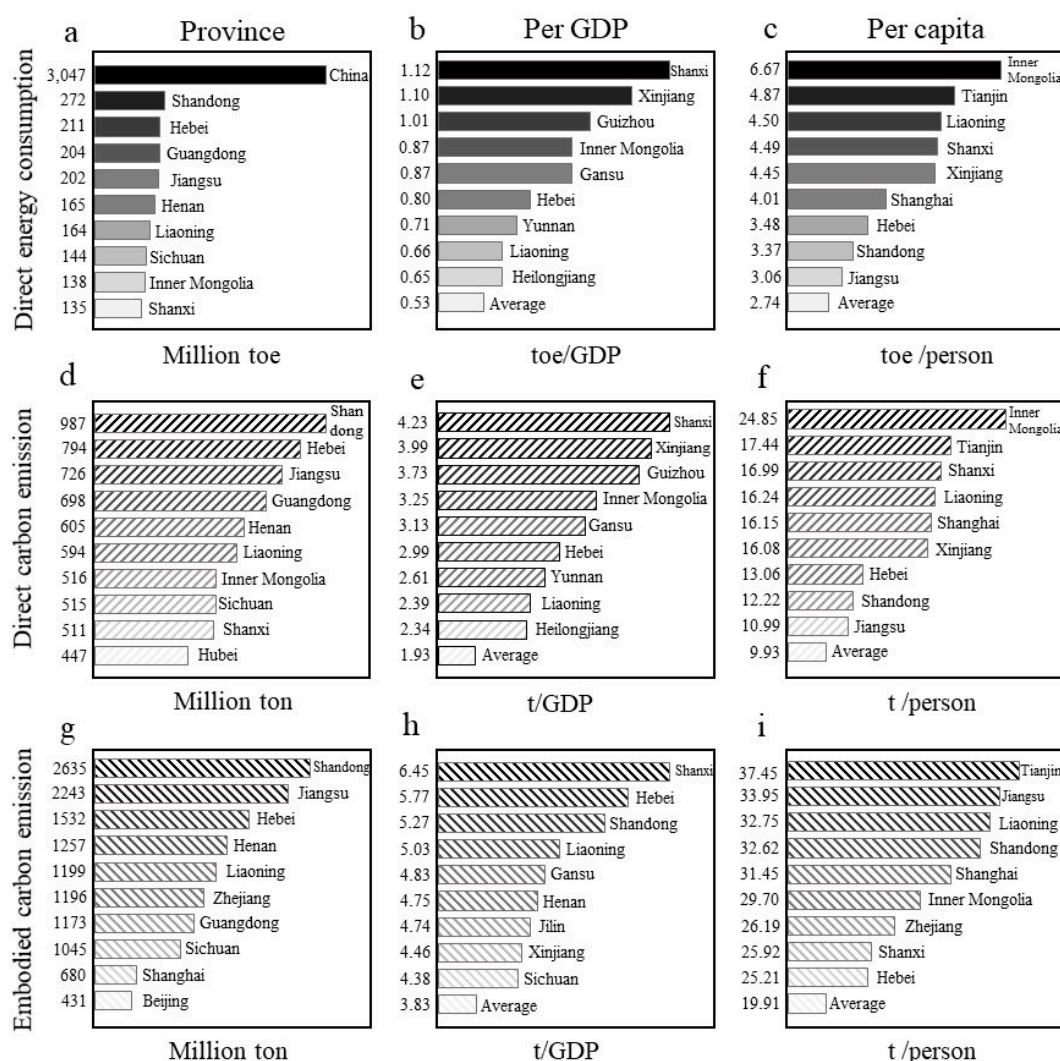 a Province
Direct energy consumption
3,047 China
272 Shandong
211 Hebei
204 Guangdong
202 Jiangsu
165 Henan
164 Liaoning
144 Sichuan
138 Inner Mongolia
135 Shanxi
Million toe
b Per GDP
1.12 Shanxi
1.10 Xinjiang
1.01 Guizhou
0.87 Inner Mongolia
0.87 Gansu
0.80 Hebei
0.71 Yunnan
0.66 Liaoning
0.65 Heilongjiang
0.53 Average
toe/GDP
c Per capita
6.67 Inner
Mongolia
4.87 Tianjin
4.50 Liaoning
4.49 Shanxi
4.45 Xinjiang
4.01 Shanghai
3.48 Hebei
3.37 Shandong
3.06 Jiangsu
2.74 Average
toe /person
d
Direct carbon emission
987 Shan
dong
794 Hebei
726 Jiangsu
698 Guangdong
605 Henan
594 Liaoning
516 Inner Mongolia
515 Sichuan
511 Shanxi
447 Hubei
Million ton
e
4.23 Shanxi
3.99 Xinjiang
3.73 Guizhou
3.25 Inner Mongolia
3.13 Gansu
2.99 Hebei
2.61 Yunnan
2.39 Liaoning
2.34 Heilongjiang
1.93 Average
t/GDP
f
24.85 Inner
Mongolia
17.44 Tianjin
16.99 Shanxi
16.24 Liaoning
16.15 Shanghai
16.08 Xinjiang
13.06 Hebei
12.22 Shandong
10.99 Jiangsu
9.93 Average
t /person
g
Embodied carbon emission
2635 Shandong
2243 Jiangsu
1532 Hebei
1257 Henan
1199 Liaoning
1196 Zhejiang
1173 Guangdong
1045 Sichuan
680 Shanghai
431 Beijing
Million ton
h
6.45 Shanxi
5.77 Hebei
5.27 Shandong
5.03 Liaoning
4.83 Gansu
4.75 Henan
4.74 Jilin
4.46 Xinjiang
4.38 Sichuan
3.83 Average
t/GDP
i
37.45 Tianjin
33.95 Jiangsu
32.75 Liaoning
32.62 Shandong
31.45 Shanghai
29.70 Inner Mongolia
26.19 Zhejiang
25.92 Shanxi
25.21 Hebei
19.91 Average
t /person